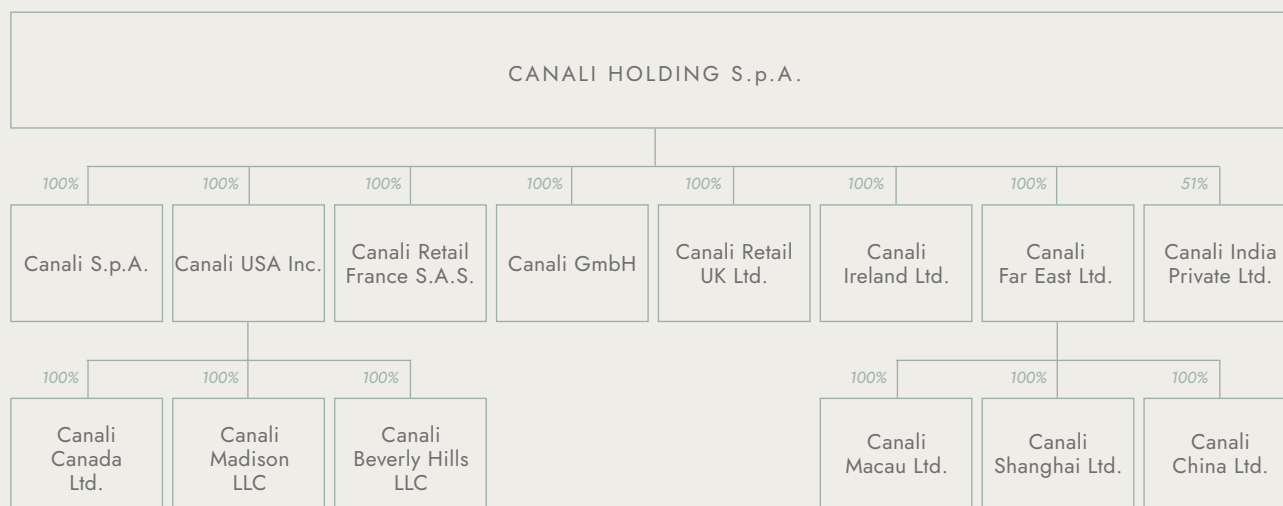 CANALI HOLDING S.p.A.
100% 100% 100% 100% 100% 100% 100% 51%
Canali S.p.A.
Canali USA Inc.
Canali Retail
France S.A.S.
Canali GmbH
Canali Retail
UK Ltd.
Canali
Ireland Ltd.
Canali
Far East Ltd.
Canali India
Private Ltd.
100% 100% 100% 100% 100% 100%
Canali
Canada
Ltd.
Canali
Madison
LLC
Canali
Beverly Hills
LLC
Canali
Macau Ltd.
Canali
Shanghai Ltd.
Canali
China Ltd.